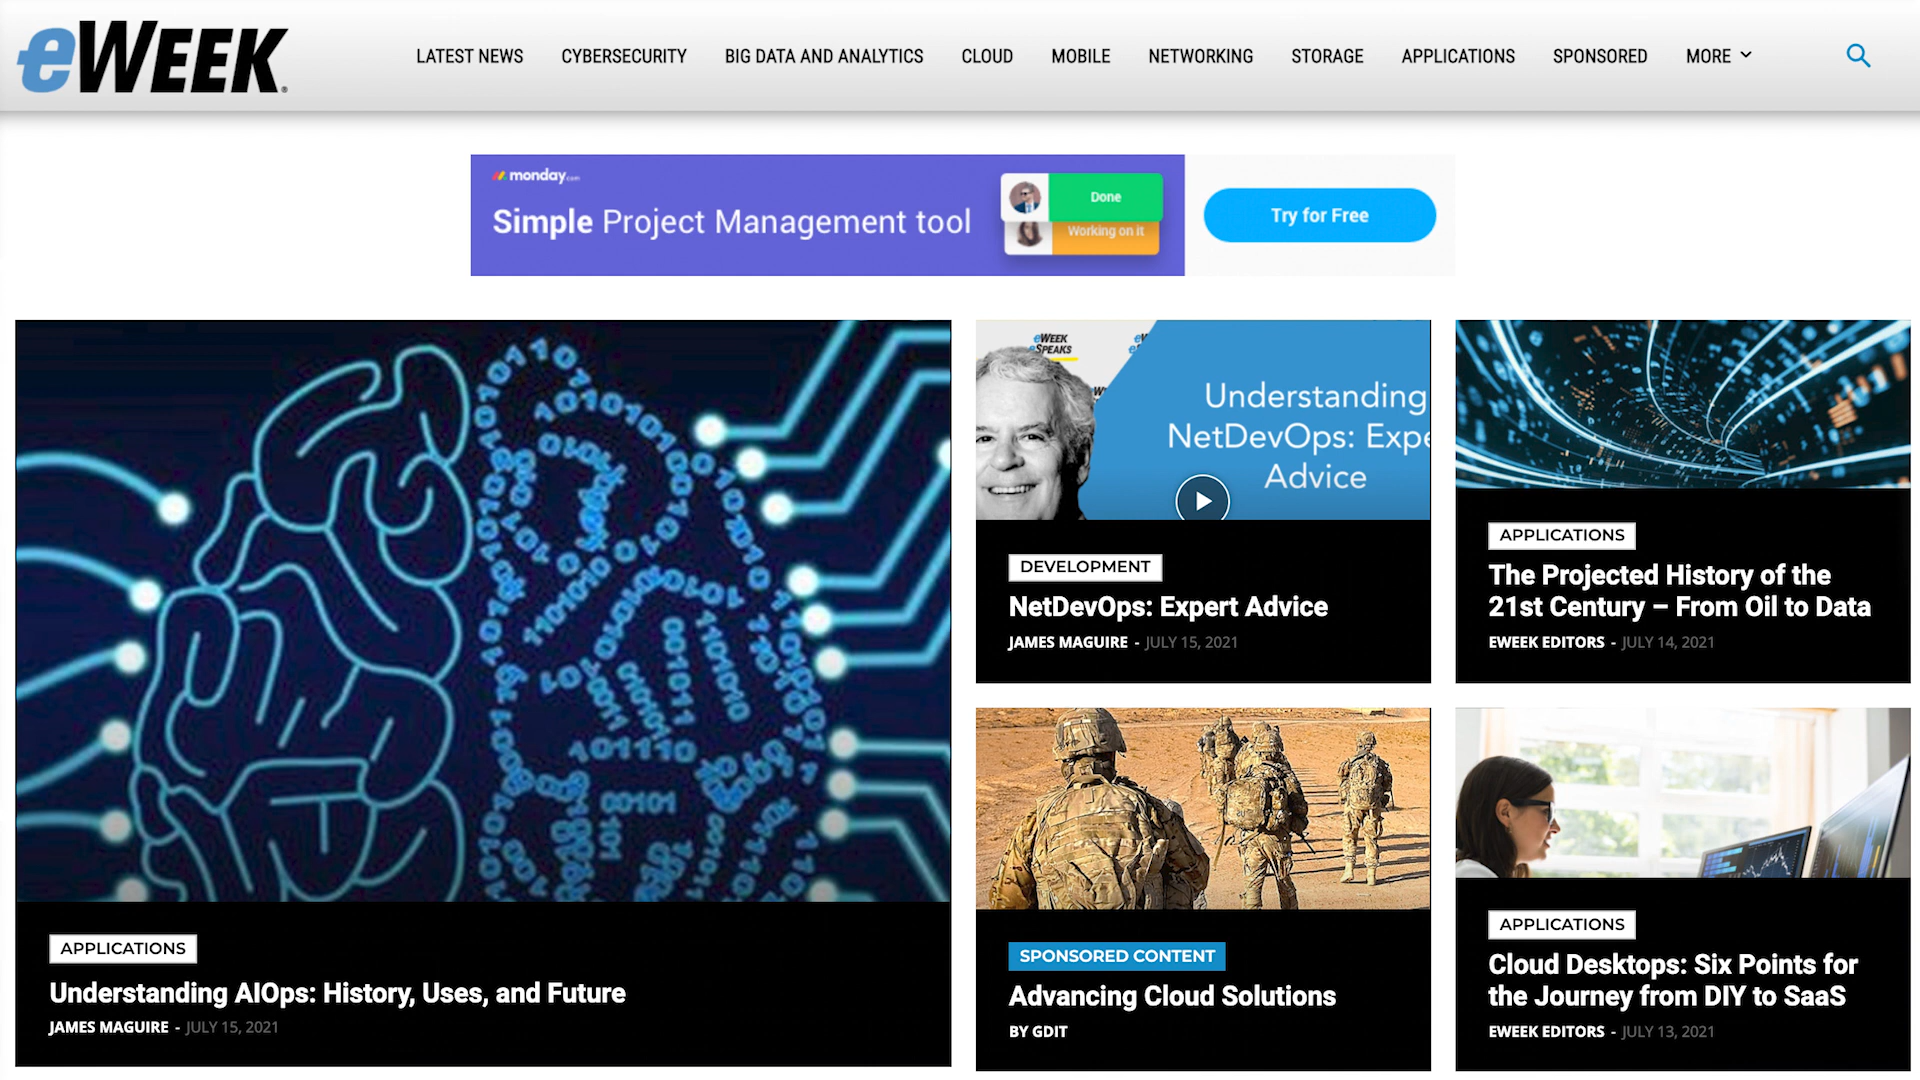 eWEEK
LATEST NEWS CYBERSECURITY BIG DATA AND ANALYTICS CLOUD MOBILE NETWORKING STORAGE APPLICATIONS SPONSORED MORE
monday.com
Simple Project Management tool
Done
Working on it
Try for Free
APPLICATIONS
Understanding AIOps: History, Uses, and Future
JAMES MAGUIRE - JULY 15, 2021
eWEEK
eSPEAKS
Understanding
NetDevOps: Expe
Advice
DEVELOPMENT
NetDevOps: Expert Advice
JAMES MAGUIRE - JULY 15, 2021
APPLICATIONS
The Projected History of the
21st Century – From Oil to Data
EWEEK EDITORS - JULY 14, 2021
SPONSORED CONTENT
Advancing Cloud Solutions
BY GDIT
APPLICATIONS
Cloud Desktops: Six Points for
the Journey from DIY to SaaS
EWEEK EDITORS - JULY 13, 2021